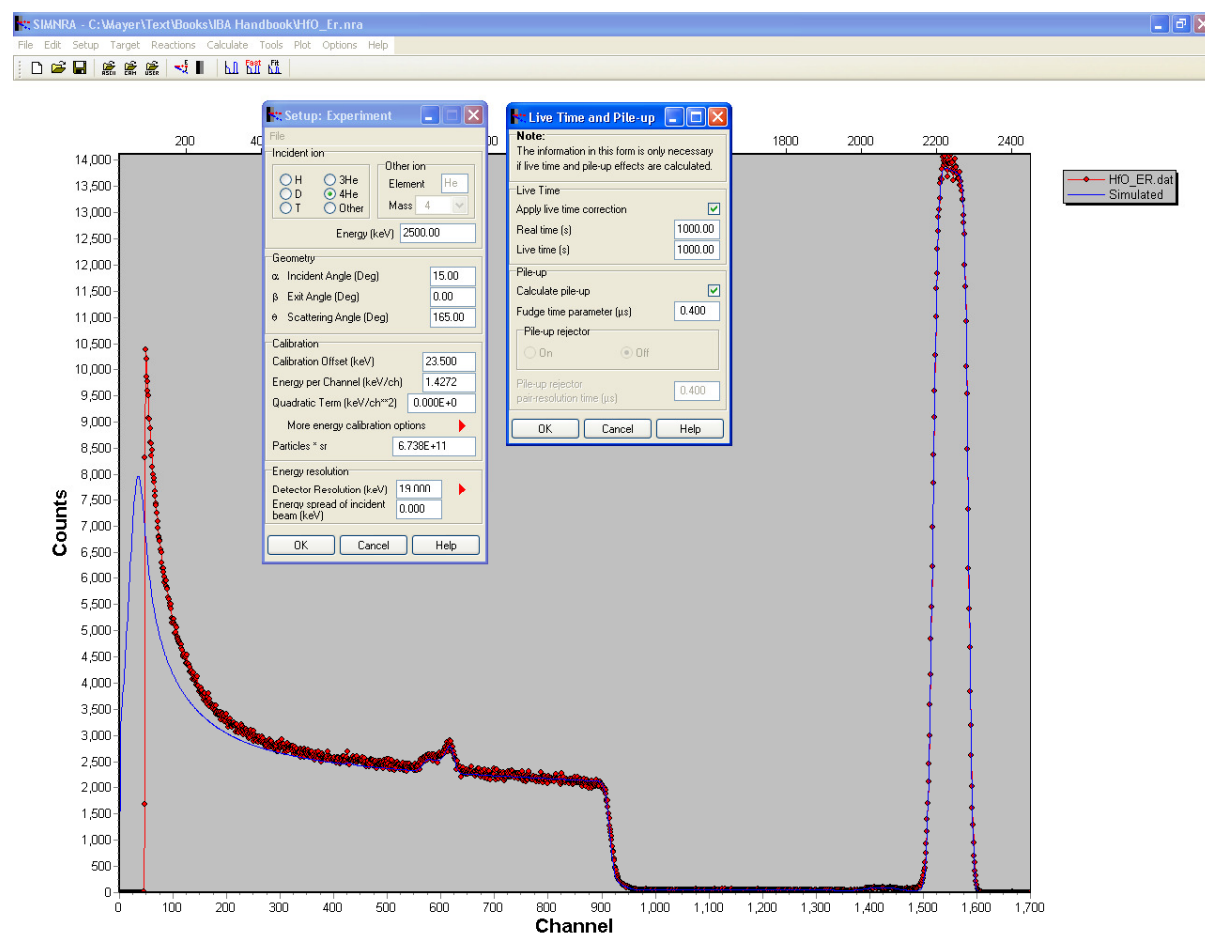 SIMNRA - C:\Mayer\Text\Books\IBA Handbook\HfO_Er.nra
File Edit Setup Target Reactions Calculate Tools Plot Options Help
ASCII CAM USER E Fast Fit
Setup: Experiment
File
Incident ion
H 3He
D 4He
T Other
Other ion
Element He
Mass 4
Energy (keV) 2500.00
Geometry
α Incident Angle (Deg) 15.00
β Exit Angle (Deg) 0.00
θ Scattering Angle (Deg) 165.00
Calibration
Calibration Offset (keV) 23.500
Energy per Channel (keV/ch) 1.4272
Quadratic Term (keV/ch**2) 0.000E+0
More energy calibration options
Particles * sr 6.738E+11
Energy resolution
Detector Resolution (keV) 19.000
Energy spread of incident
beam (keV) 0.000
OK Cancel Help
Live Time and Pile-up
Note:
The information in this form is only necessary
if live time and pile-up effects are calculated.
Live Time
Apply live time correction
Real time (s) 1000.00
Live time (s) 1000.00
Pile-up
Calculate pile-up
Fudge time parameter (µs) 0.400
Pile-up rejector
On Off
Pile-up rejector
pair-resolution time (µs) 0.400
OK Cancel Help
200 40 00 800 1000 1200 1400 1600 1800 2000 2200 2400
HfO_ER.dat
Simulated
14,000
13,500
13,000
12,500
12,000
11,500
11,000
10,500
10,000
9,500
9,000
8,500
8,000
7,500
7,000
6,500
6,000
5,500
5,000
4,500
4,000
3,500
3,000
2,500
2,000
1,500
1,000
500
0
Counts
0 100 200 300 400 500 600 700 800 900 1,000 1,100 1,200 1,300 1,400 1,500 1,600 1,700
Channel